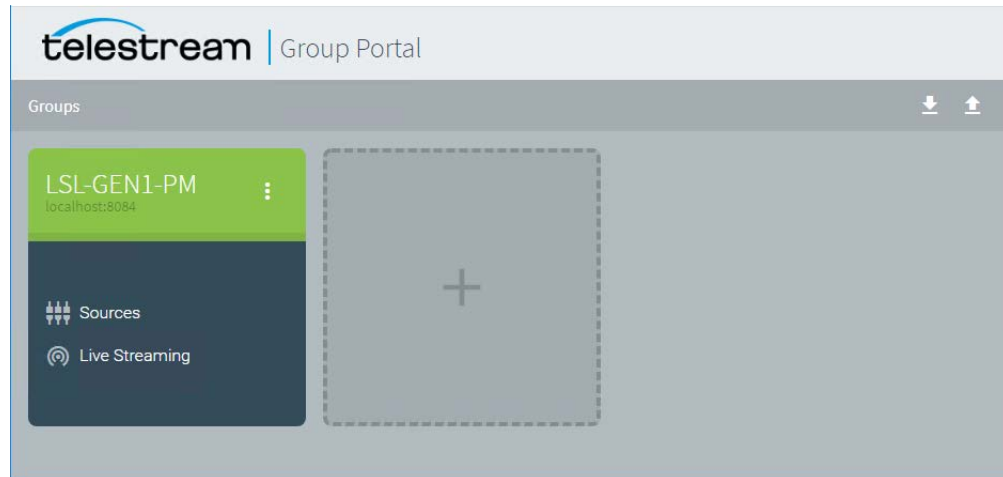 telestream | Group Portal
Groups
LSL-GEN1-PM
localhost:8084
Sources
Live Streaming